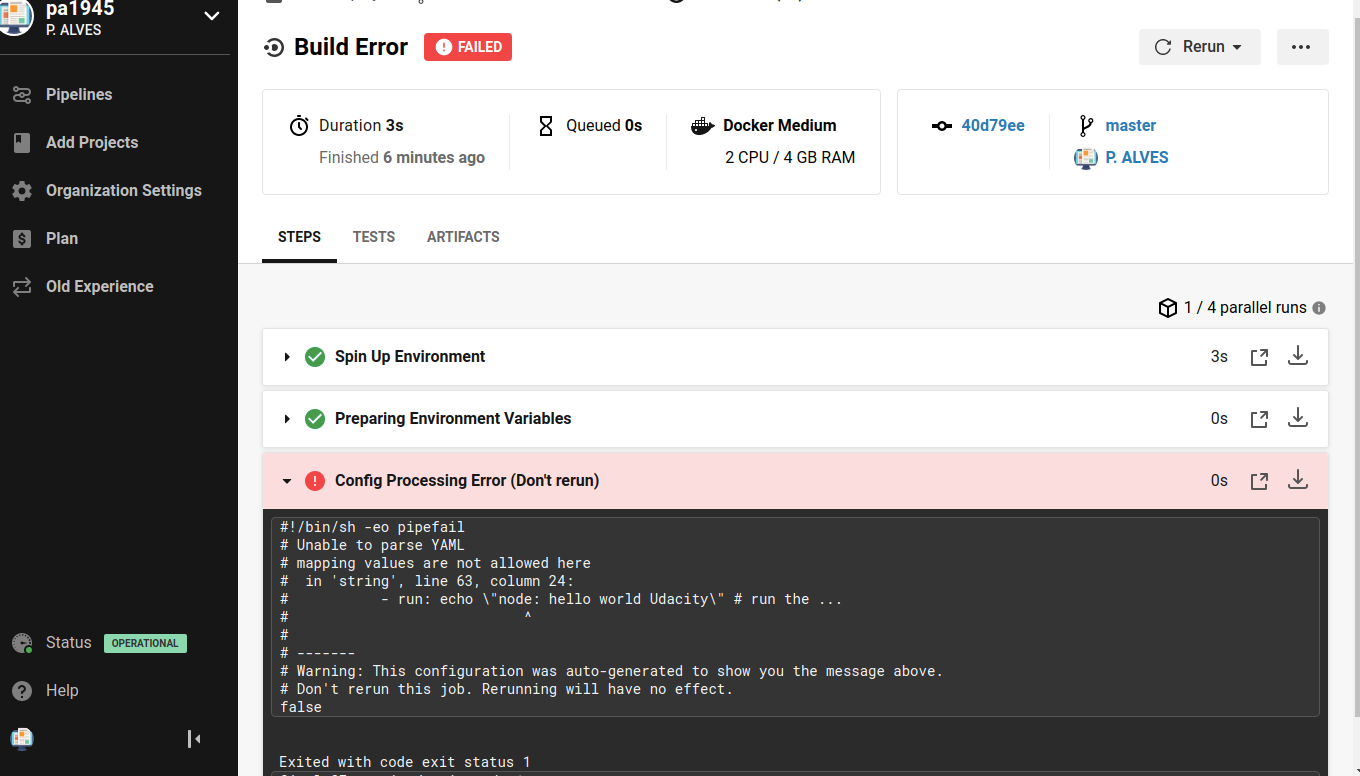 pa1945
P. ALVES
Pipelines
Add Projects
Organization Settings
Plan
Old Experience
Status OPERATIONAL
Help
Build Error FAILED
Rerun
Duration 3s
Finished 6 minutes ago
Queued 0s
Docker Medium
2 CPU / 4 GB RAM
40d79ee
master
P. ALVES
STEPS TESTS ARTIFACTS
1 / 4 parallel runs
Spin Up Environment 3s
Preparing Environment Variables 0s
Config Processing Error (Don't rerun) 0s
#!/bin/sh -eo pipefail
# Unable to parse YAML
# mapping values are not allowed here
#  in 'string', line 63, column 24:
#           - run: echo \"node: hello world Udacity\" # run the ...
#                            ^
#
# -------
# Warning: This configuration was auto-generated to show you the message above.
# Don't rerun this job. Rerunning will have no effect.
false
Exited with code exit status 1